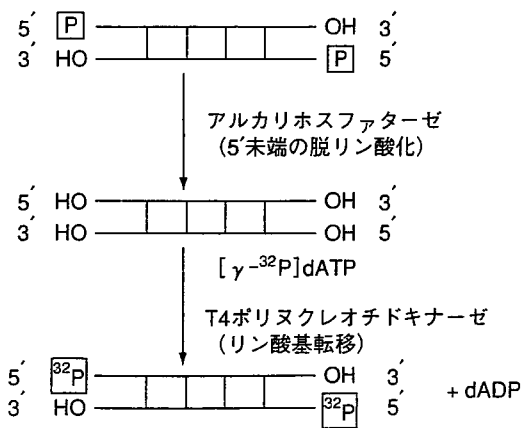 5´ P OH 3´
3´ HO P 5´
アルカリホスファターゼ
(5´末端の脱リン酸化)
5´ HO OH 3´
3´ HO OH 5´
[γ-³²P]dATP
T4ポリヌクレオチドキナーゼ
(リン酸基転移)
5´ ³²P OH 3´
3´ HO ³²P 5´
+ dADP